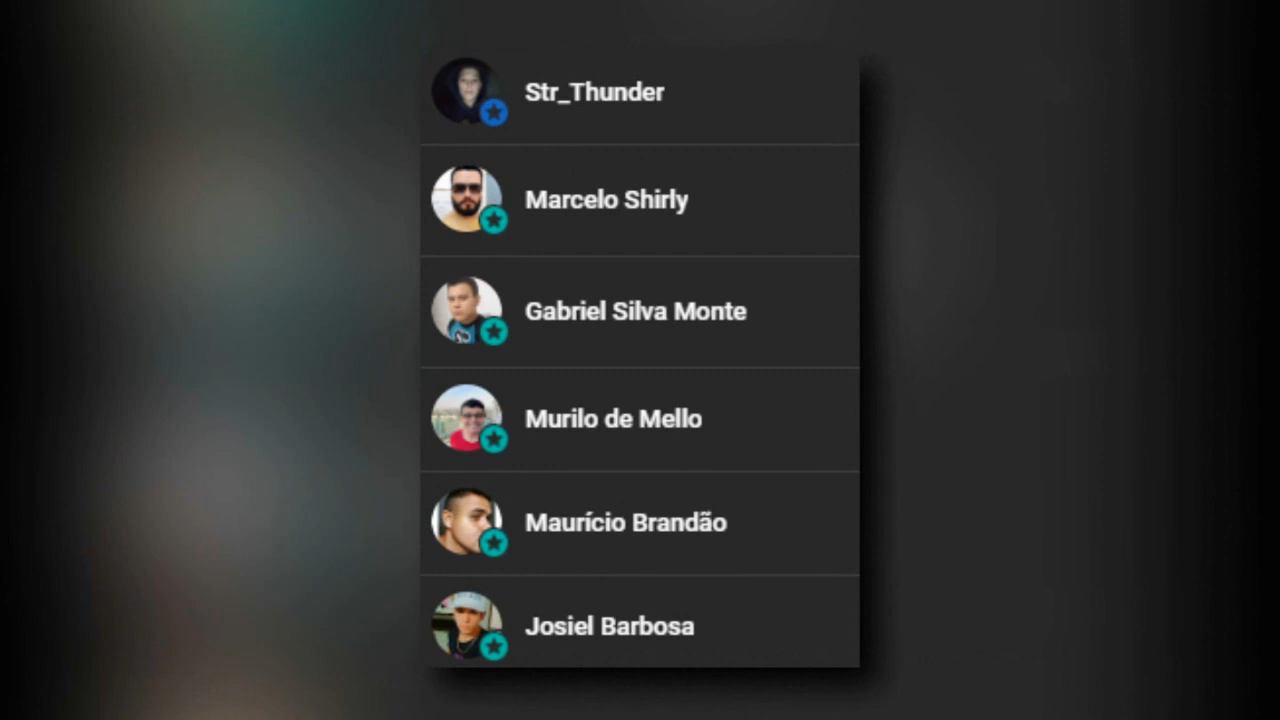 Str_Thunder
Marcelo Shirly
Gabriel Silva Monte
Murilo de Mello
Maurício Brandão
Josiel Barbosa